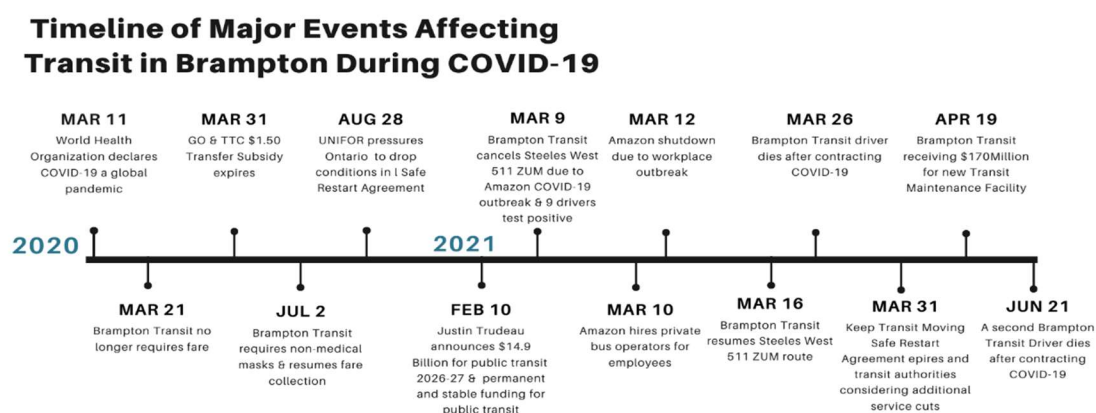 Timeline of Major Events Affecting
Transit in Brampton During COVID-19
MAR 11
World Health
Organization declares
COVID-19 a global
pandemic
MAR 31
GO & TTC $1.50
Transfer Subsidy
expires
AUG 28
UNIFOR pressures
Ontario to drop
conditions in l Safe
Restart Agreement
MAR 9
Brampton Transit
cancels Steeles West
511 ZUM due to
Amazon COVID-19
outbreak & 9 drivers
test positive
MAR 12
Amazon shutdown
due to workplace
outbreak
MAR 26
Brampton Transit driver
dies after contracting
COVID-19
APR 19
Brampton Transit
receiving $170Million
for new Transit
Maintenance Facility
2020
2021
MAR 21
Brampton Transit no
longer requires fare
JUL 2
Brampton Transit
requires non-medical
masks & resumes fare
collection
FEB 10
Justin Trudeau
announces $14.9
Billion for public transit
2026-27 & permanent
and stable funding for
public transit
MAR 10
Amazon hires private
bus operators for
employees
MAR 16
Brampton Transit
resumes Steeles West
511 ZUM route
MAR 31
Keep Transit Moving
Safe Restart
Agreement epires and
transit authorities
considering additional
service cuts
JUN 21
A second Brampton
Transit Driver dies
after contracting
COVID-19